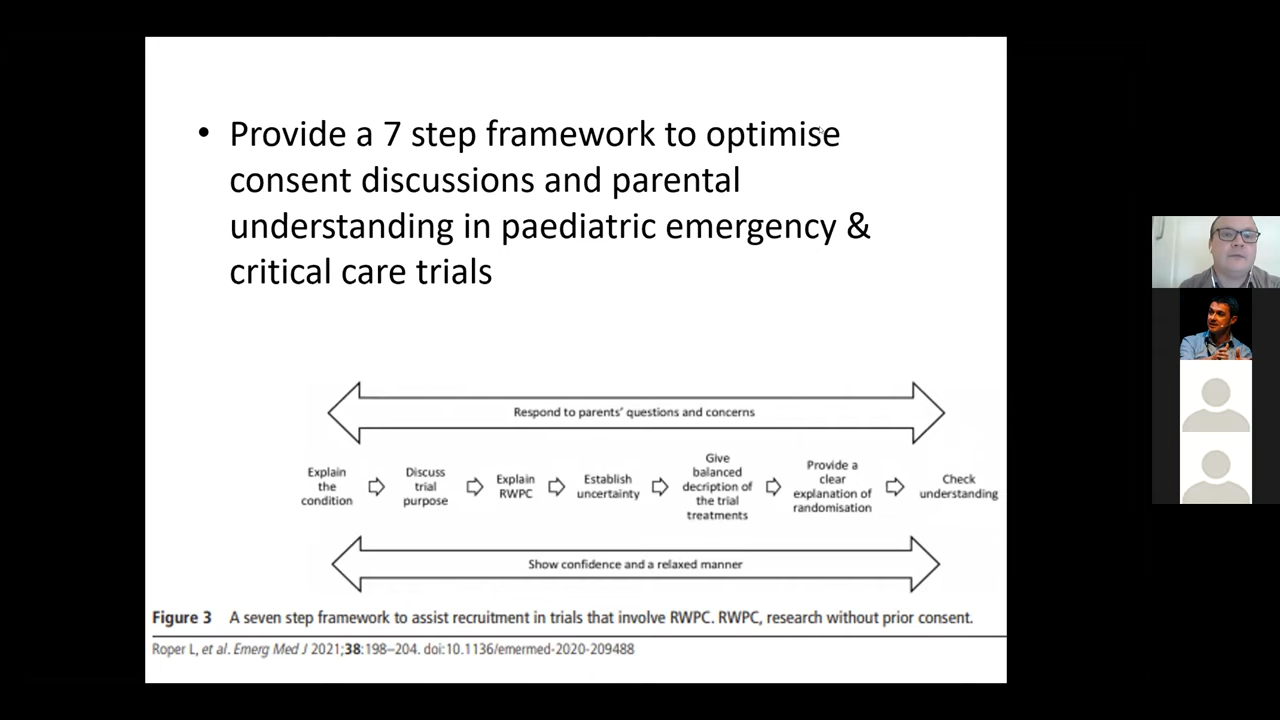 • Provide a 7 step framework to optimise
consent discussions and parental
understanding in paediatric emergency &
critical care trials
Respond to parents' questions and concerns
Explain
the
condition
Discuss
trial
purpose
Explain
RWPC
Establish
uncertainty
Give
balanced
decription of
the trial
treatments
Provide a
clear
explanation of
randomisation
Check
understanding
Show confidence and a relaxed manner
Figure 3 A seven step framework to assist recruitment in trials that involve RWPC. RWPC, research without prior consent.
Roper L, et al. Emerg Med J 2021;38:198–204. doi:10.1136/emermed-2020-209488